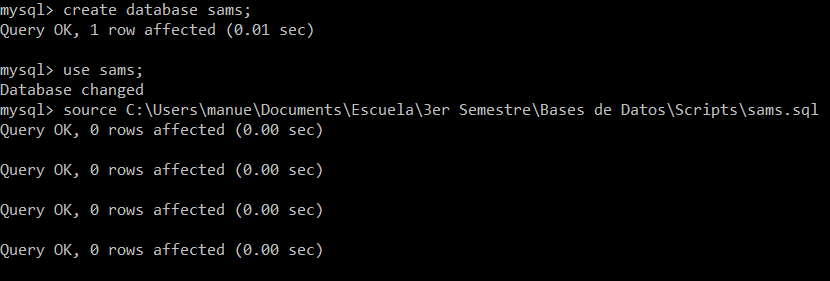 mysql> create database sams;
Query OK, 1 row affected (0.01 sec)
mysql> use sams;
Database changed
mysql> source C:\Users\manue\Documents\Escuela\3er Semestre\Bases de Datos\Scripts\sams.sql
Query OK, 0 rows affected (0.00 sec)
Query OK, 0 rows affected (0.00 sec)
Query OK, 0 rows affected (0.00 sec)
Query OK, 0 rows affected (0.00 sec)